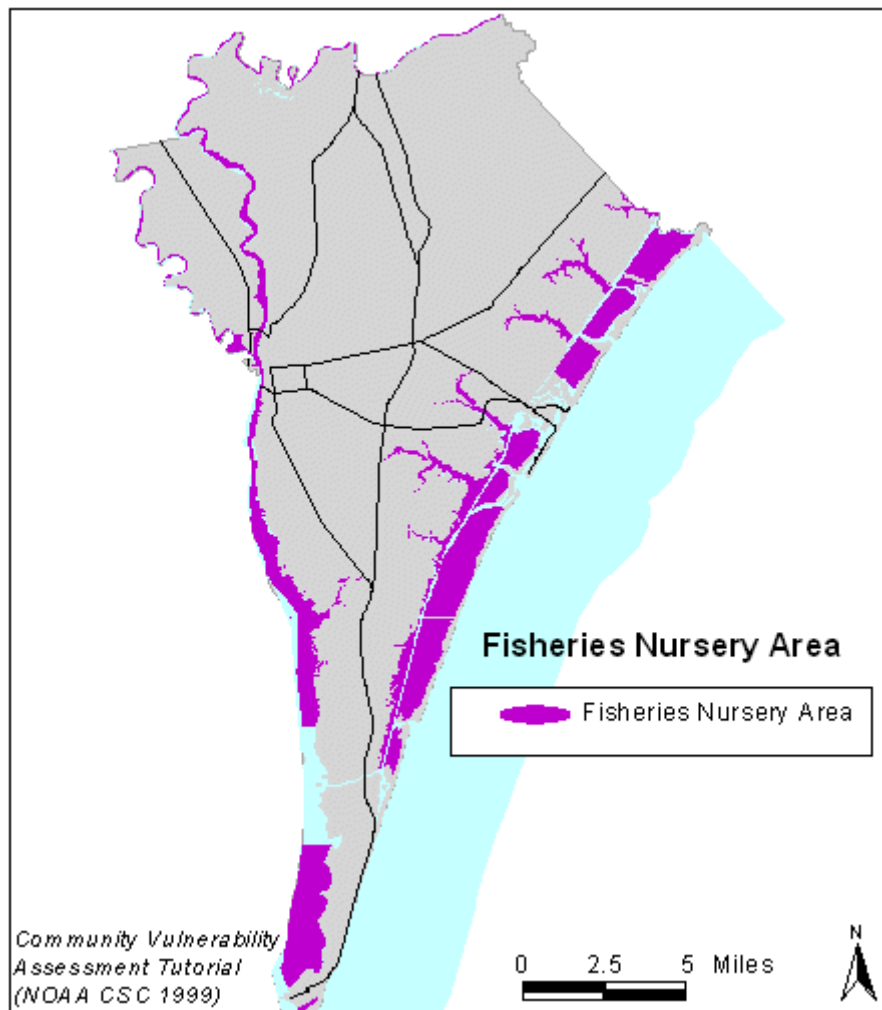 Fisheries Nursery Area
Fisheries Nursery Area
Community Vulnerability
Assessment Tutorial
(NOAA CSC 1999)
N
0 2.5 5 Miles